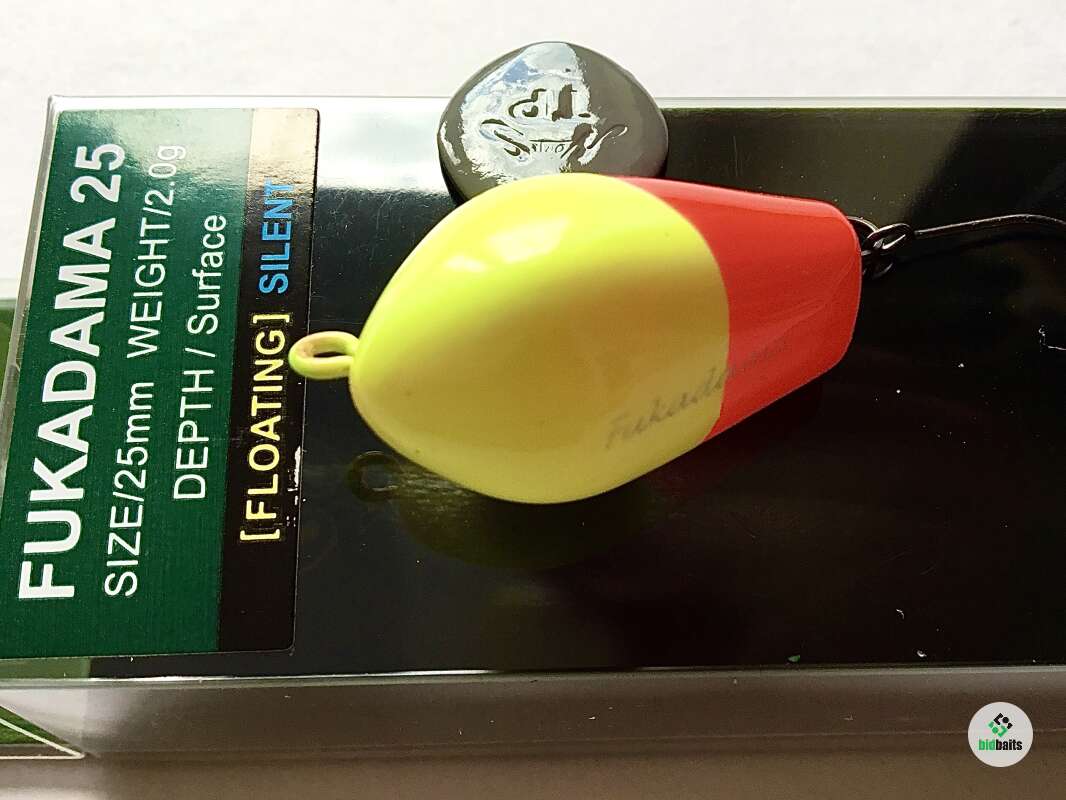 FUKADAMA 25
SIZE/25mm WEIGHT/2.0g
DEPTH / Surface
[FLOATING] SILENT
Fukadama
bidbaits